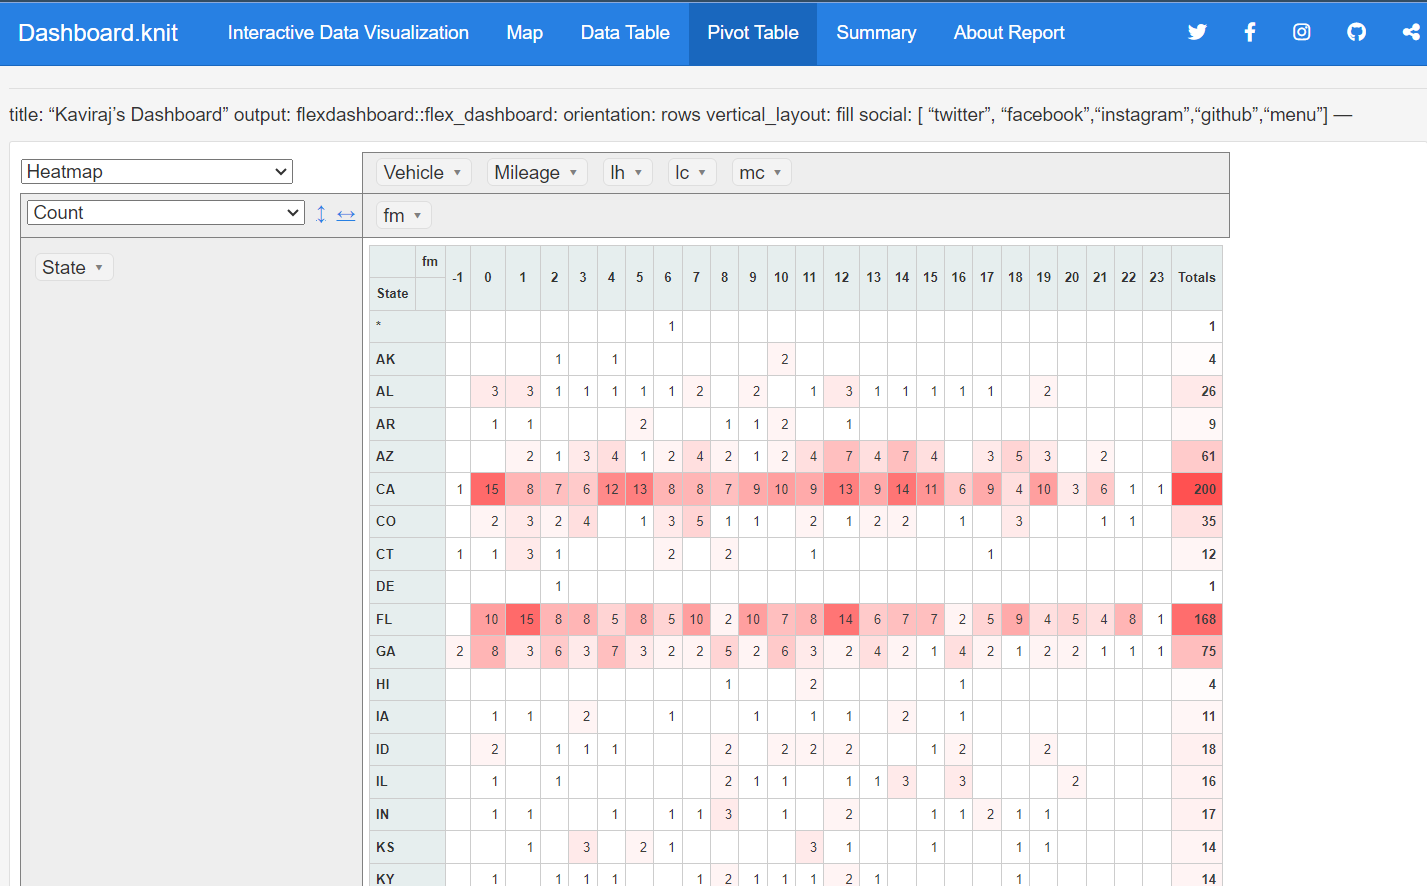 Dashboard.knit Interactive Data Visualization Map Data Table Pivot Table Summary About Report
title: “Kaviraj’s Dashboard” output: flexdashboard::flex_dashboard: orientation: rows vertical_layout: fill social: [ “twitter”, “facebook”,“instagram”,“github”,“menu”] —
Heatmap Vehicle Mileage lh lc mc
Count ↕ ↔ fm
State
fm -1 0 1 2 3 4 5 6 7 8 9 10 11 12 13 14 15 16 17 18 19 20 21 22 23 Totals
State
* 1 1
AK 1 1 2 4
AL 3 3 1 1 1 1 1 2 2 1 3 1 1 1 1 1 2 26
AR 1 1 2 1 1 2 1 9
AZ 2 1 3 4 1 2 4 2 1 2 4 7 4 7 4 3 5 3 2 61
CA 1 15 8 7 6 12 13 8 8 7 9 10 9 13 9 14 11 6 9 4 10 3 6 1 1 200
CO 2 3 2 4 1 3 5 1 1 2 1 2 2 1 3 1 1 35
CT 1 1 3 1 2 2 1 1 12
DE 1 1
FL 10 15 8 8 5 8 5 10 2 10 7 8 14 6 7 7 2 5 9 4 5 4 8 1 168
GA 2 8 3 6 3 7 3 2 2 5 2 6 3 2 4 2 1 4 2 1 2 2 1 1 1 75
HI 1 2 1 4
IA 1 1 2 1 1 1 1 2 1 11
ID 2 1 1 1 2 2 2 2 1 2 2 18
IL 1 1 2 1 1 1 1 3 3 2 16
IN 1 1 1 1 1 3 1 2 1 1 2 1 1 17
KS 1 3 2 1 3 1 1 1 1 14
KY 1 1 1 1 1 2 1 1 1 2 1 1 14